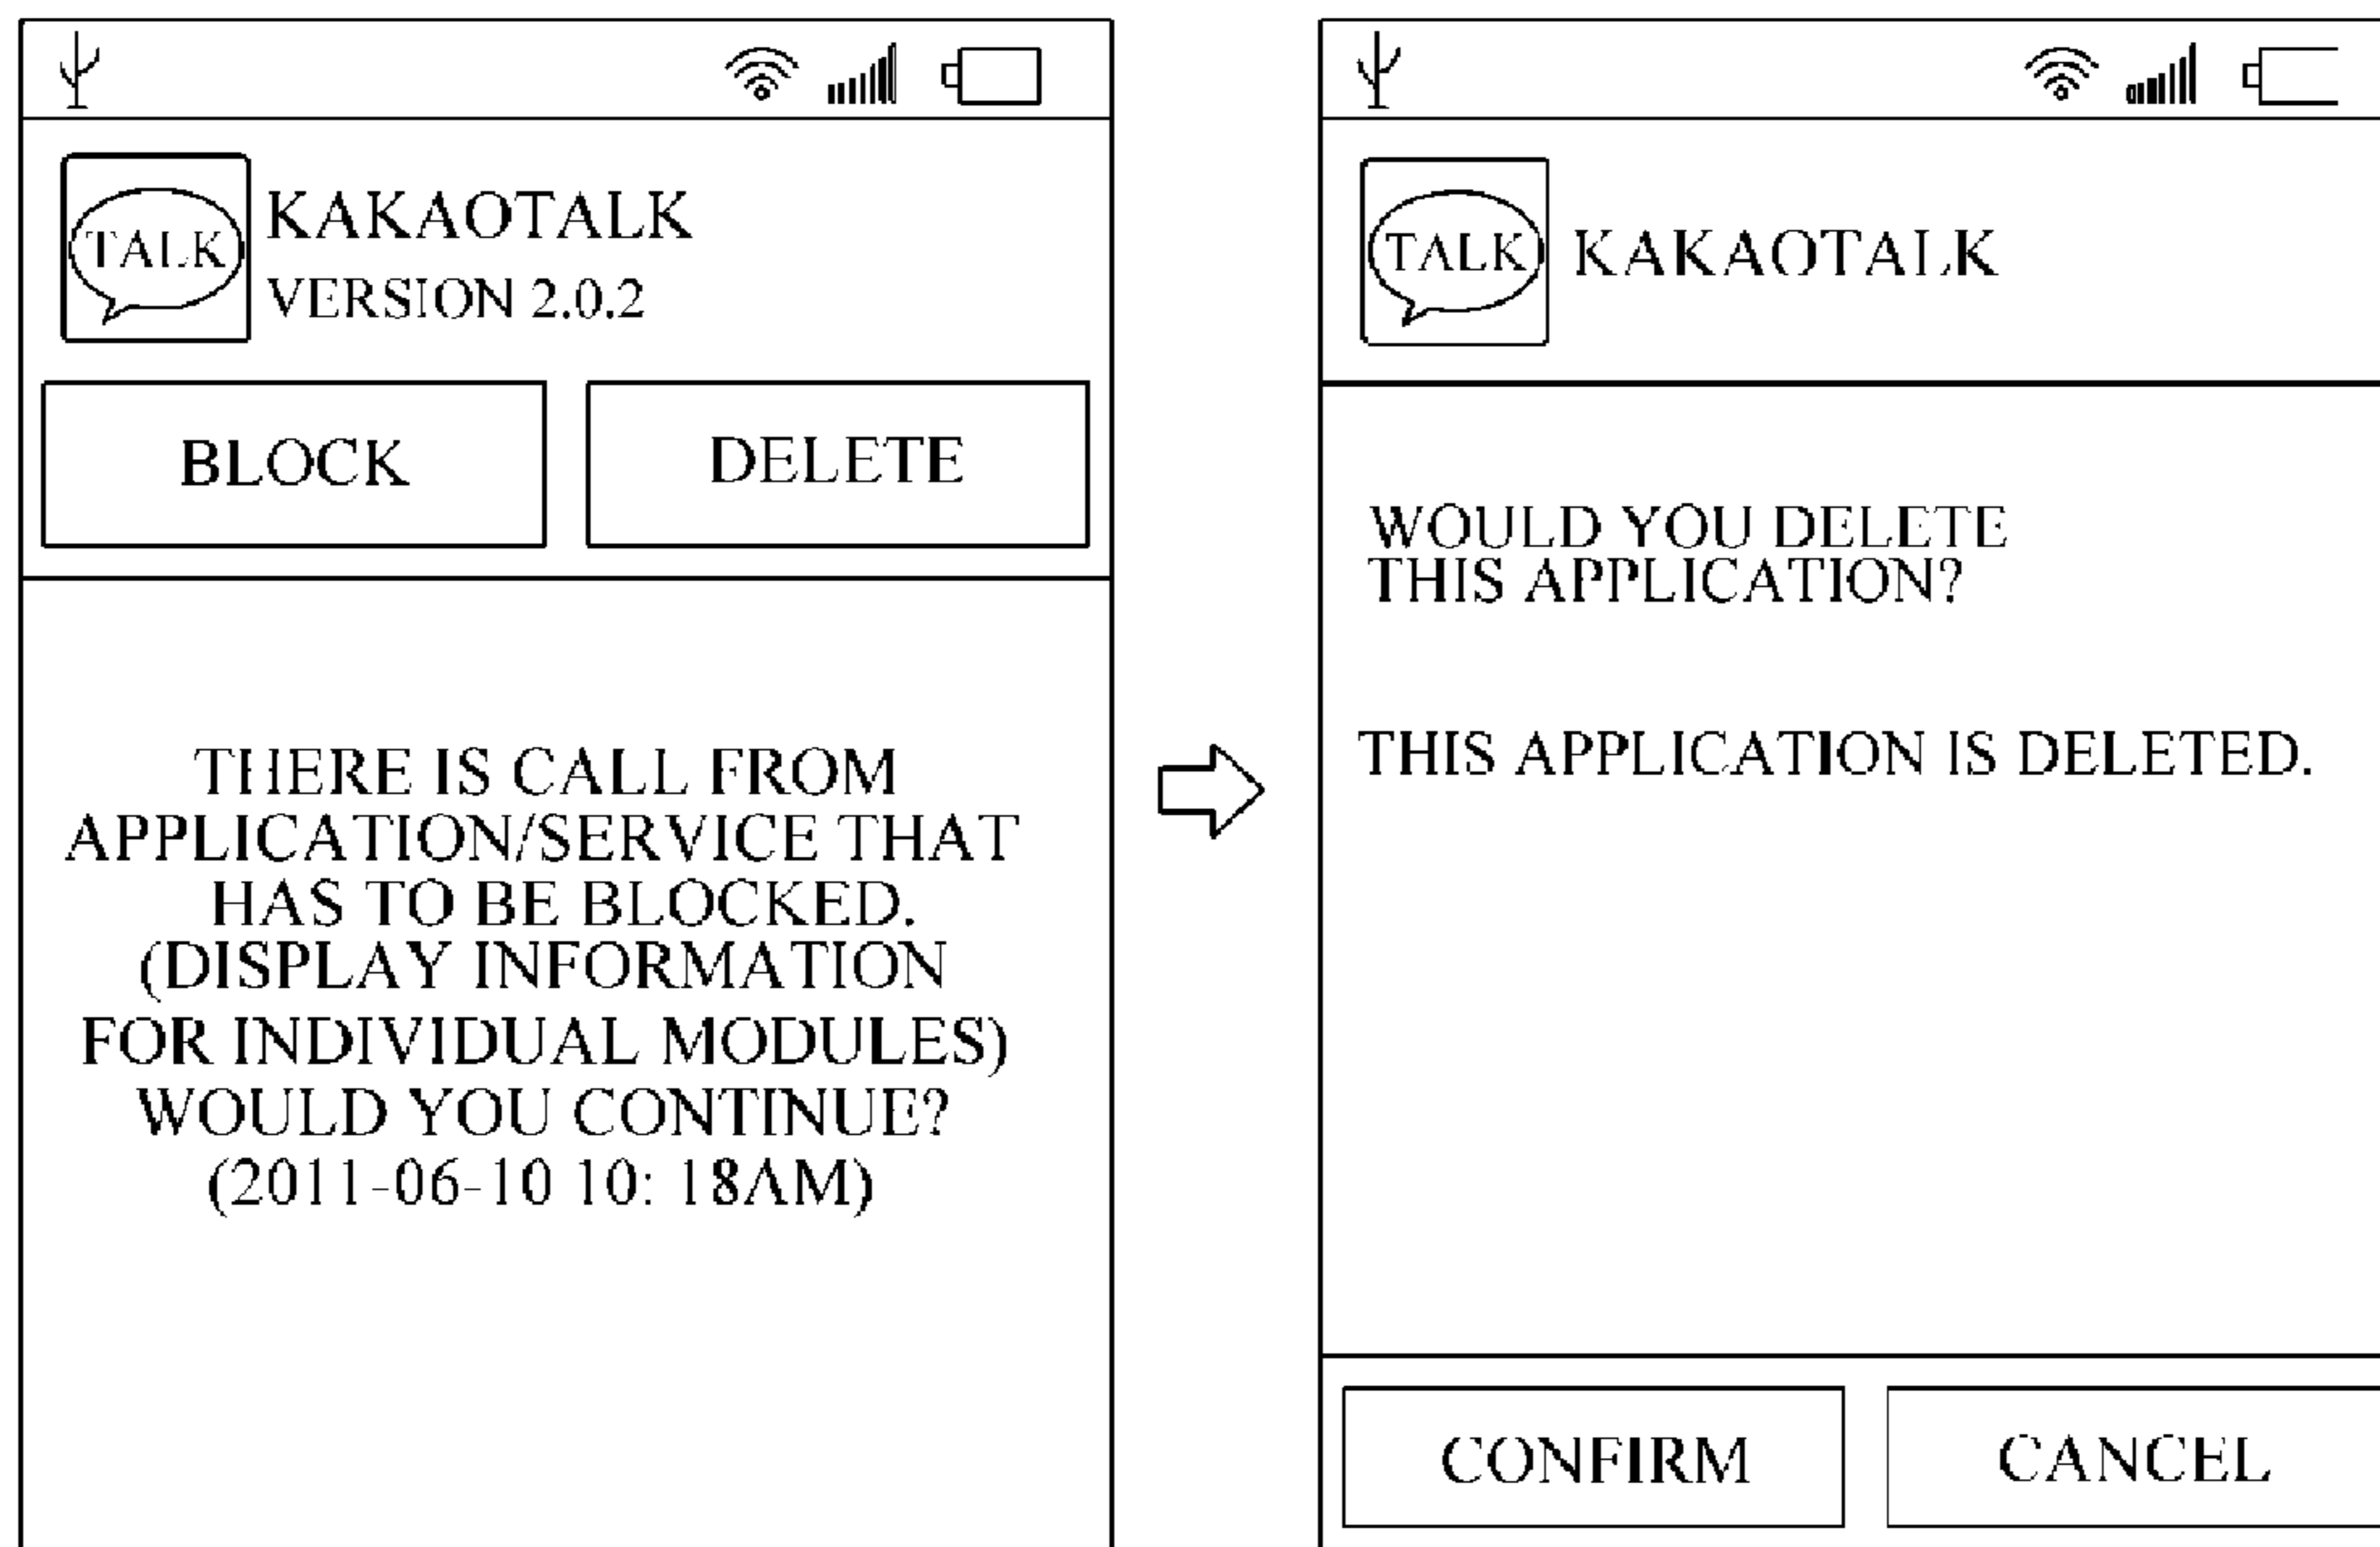 TALK
KAKAOTALK
VERSION 2.0.2
BLOCK
DELETE
THERE IS CALL FROM
APPLICATION/SERVICE THAT
HAS TO BE BLOCKED.
(DISPLAY INFORMATION
FOR INDIVIDUAL MODULES)
WOULD YOU CONTINUE?
(2011-06-10 10: 18AM)
TALK
KAKAOTALK
WOULD YOU DELETE
THIS APPLICATION?
THIS APPLICATION IS DELETED.
CONFIRM
CANCEL